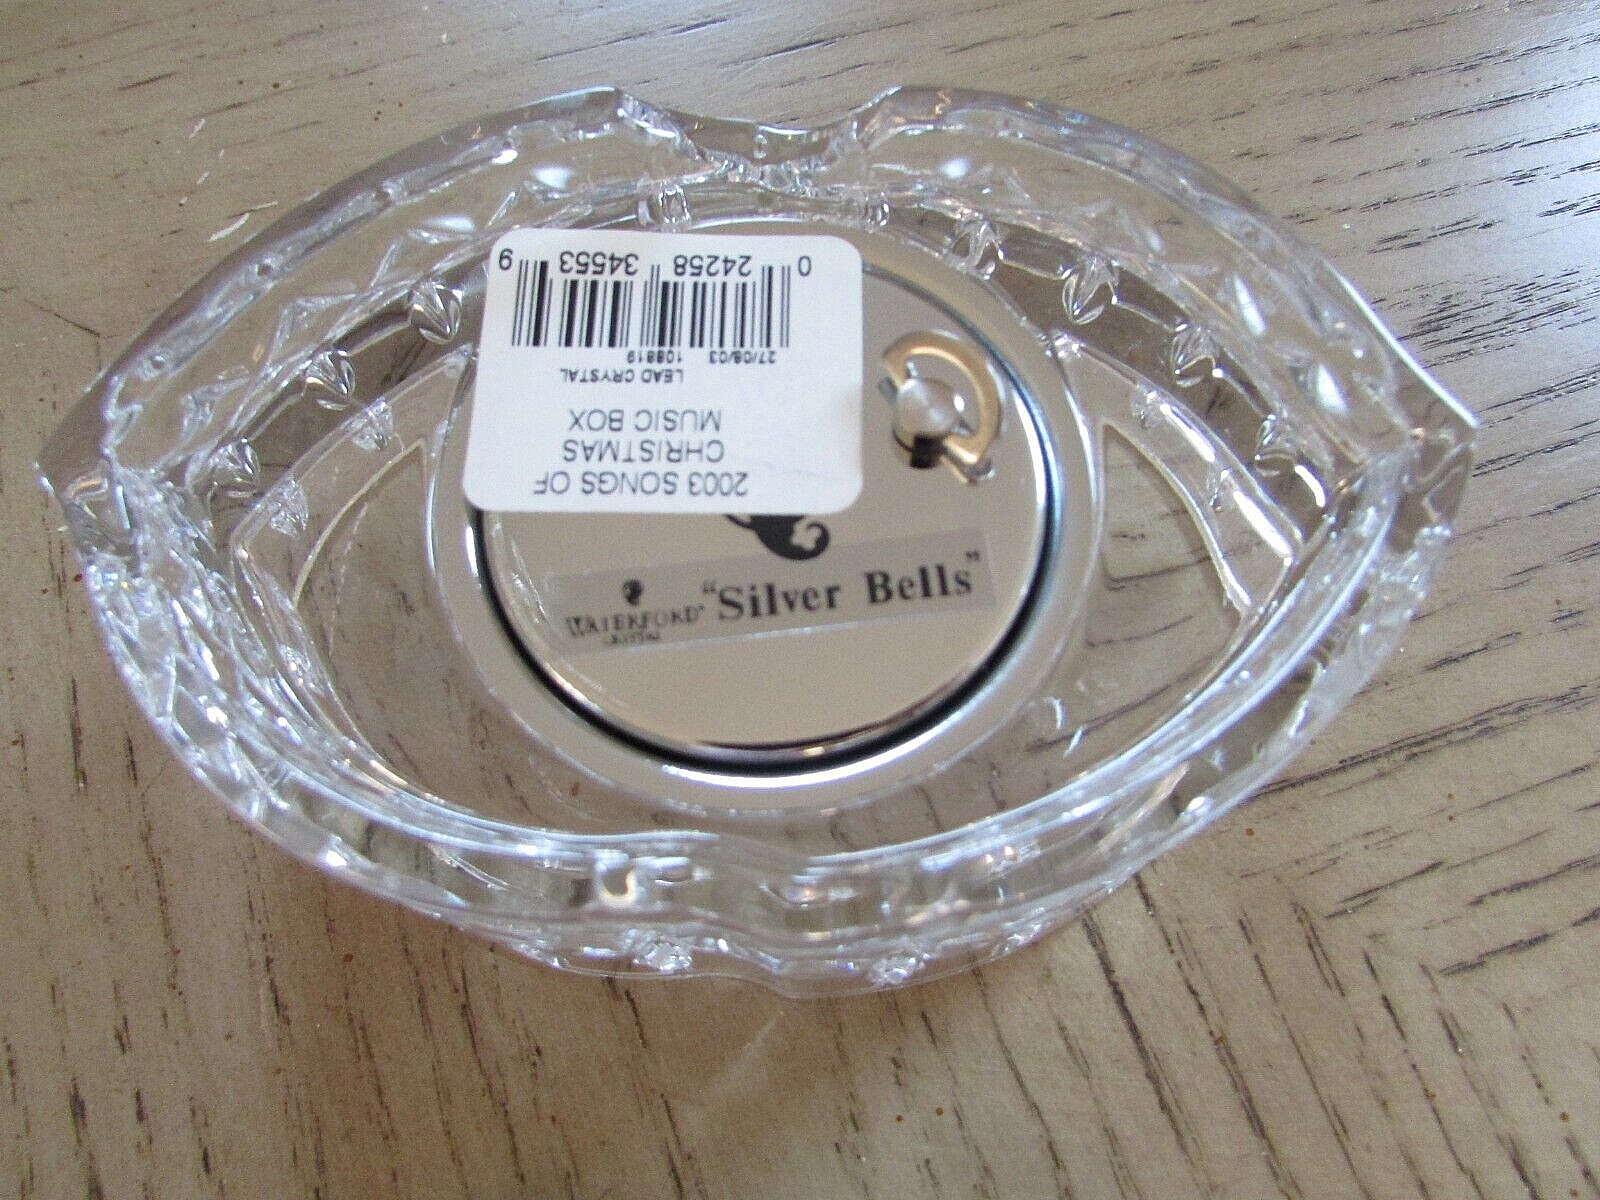 2003 SONGS OF
CHRISTMAS
MUSIC BOX
LEAD CRYSTAL
27/08/03 108819
0 24258 34553 9
WATERFORD
CRYSTAL
"Silver Bells"